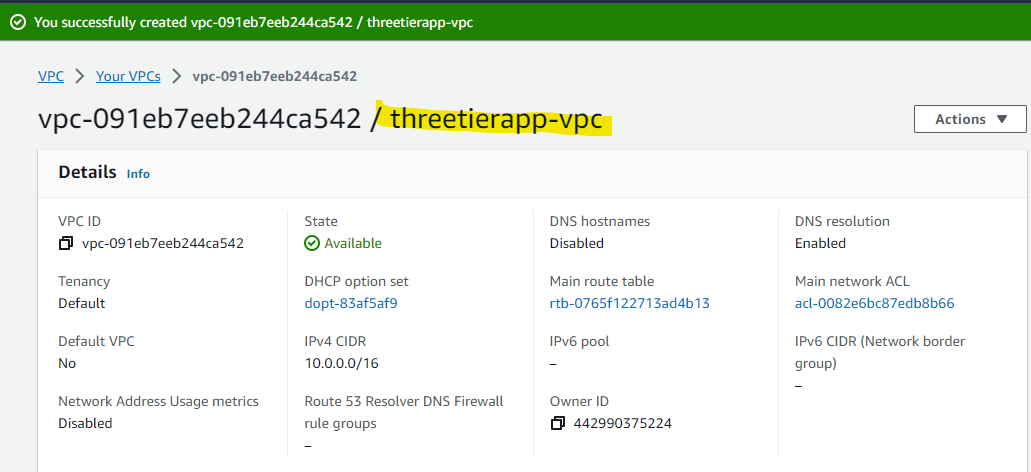 You successfully created vpc-091eb7eeb244ca542 / threetierapp-vpc
VPC > Your VPCs > vpc-091eb7eeb244ca542
vpc-091eb7eeb244ca542 / threetierapp-vpc
Actions
Details Info
VPC ID
vpc-091eb7eeb244ca542
State
Available
DNS hostnames
Disabled
DNS resolution
Enabled
Tenancy
Default
DHCP option set
dopt-83af5af9
Main route table
rtb-0765f122713ad4b13
Main network ACL
acl-0082e6bc87edb8b66
Default VPC
No
IPv4 CIDR
10.0.0.0/16
IPv6 pool
–
IPv6 CIDR (Network border
group)
–
Network Address Usage metrics
Disabled
Route 53 Resolver DNS Firewall
rule groups
–
Owner ID
442990375224